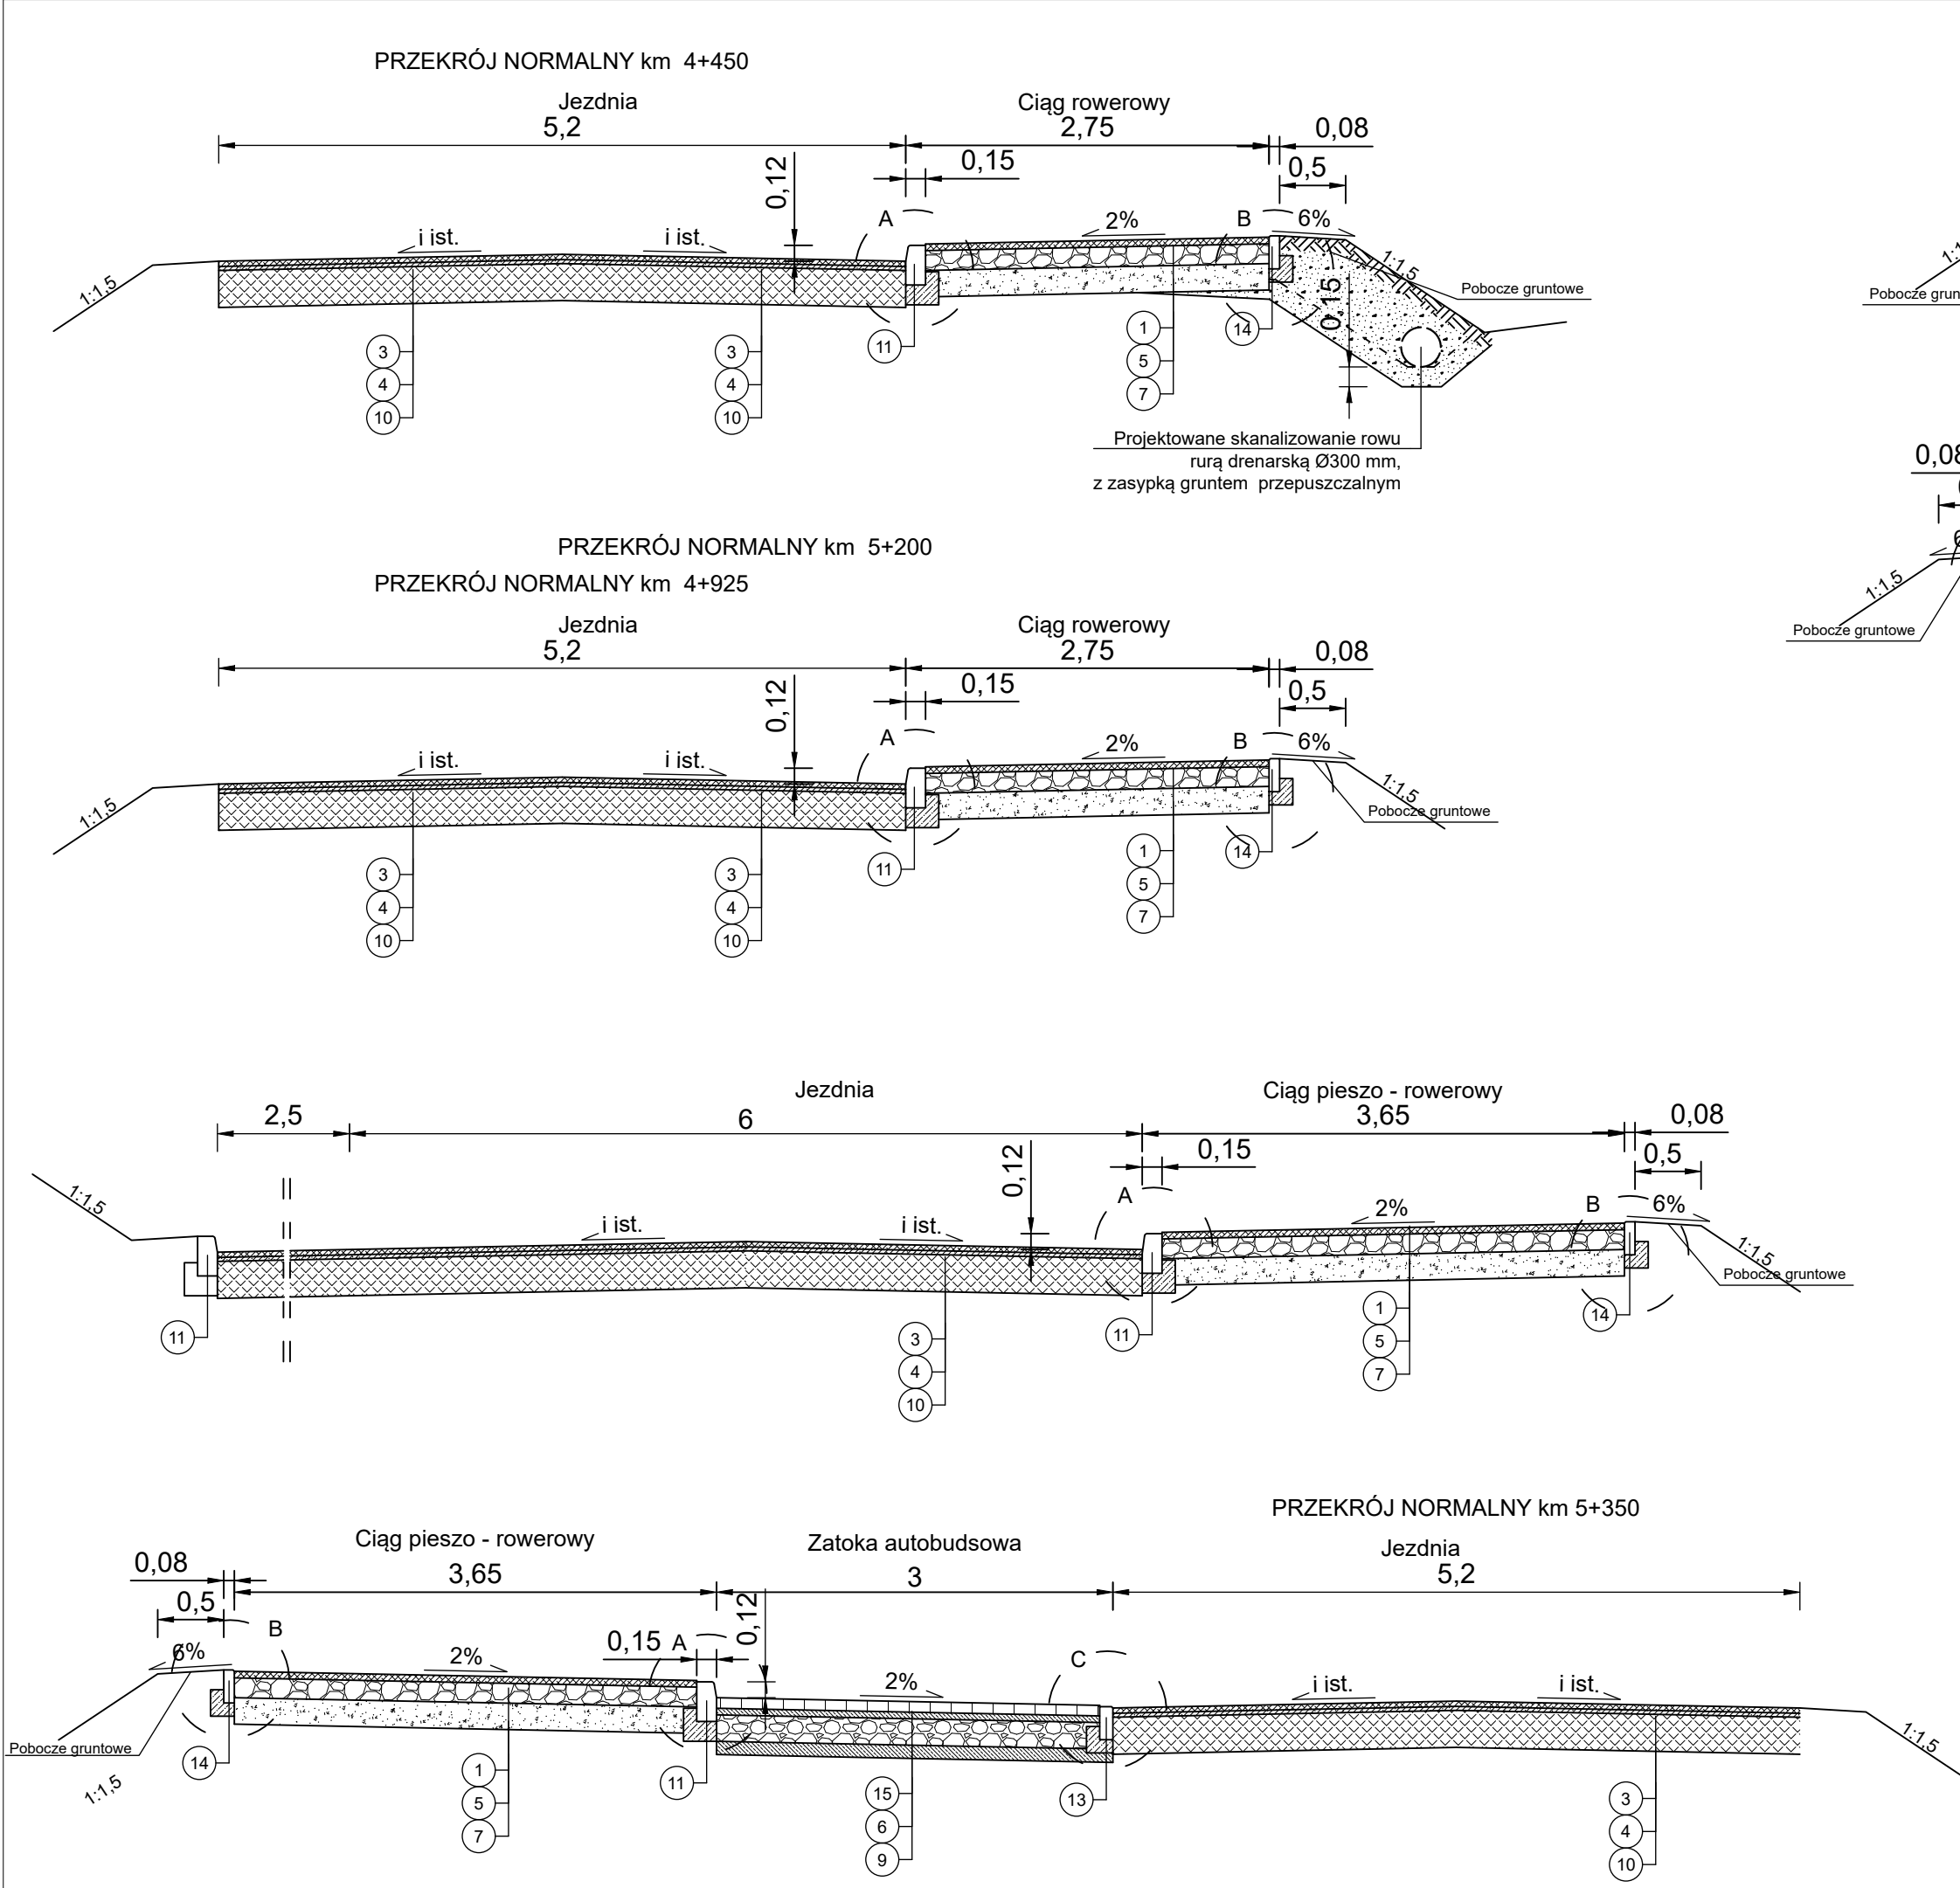 PRZEKRÓJ NORMALNY km 4+450
Jezdnia
Ciąg rowerowy
5,2
2,75
0,08
0,12
0,15
0,5
A
B
6%
i ist.
i ist.
2%
1:1,5
1:1,5
Pobocze gruntowe
0,15
3
4
10
3
4
10
11
1
5
7
14
Projektowane skanalizowanie rowu
rurą drenarską Ø300 mm,
z zasypką gruntem przepuszczalnym
PRZEKRÓJ NORMALNY km 5+200
PRZEKRÓJ NORMALNY km 4+925
Jezdnia
Ciąg rowerowy
5,2
2,75
0,08
0,12
0,15
0,5
A
B
6%
i ist.
i ist.
2%
1:1,5
1:1,5
Pobocze gruntowe
3
4
10
3
4
10
11
1
5
7
14
Pobocze grun
0,08
1:1,5
Pobocze gruntowe
Jezdnia
Ciąg pieszo - rowerowy
2,5
6
3,65
0,08
0,12
0,15
0,5
A
B
6%
1:1,5
i ist.
i ist.
2%
1:1,5
Pobocze gruntowe
11
3
4
10
11
1
5
7
14
PRZEKRÓJ NORMALNY km 5+350
Ciąg pieszo - rowerowy
Zatoka autobudsowa
Jezdnia
0,08
3,65
3
5,2
0,5
0,12
B
0,15
A
C
6%
2%
2%
i ist.
i ist.
Pobocze gruntowe
1:1,5
1:1,5
14
1
5
7
11
15
6
9
13
3
4
10